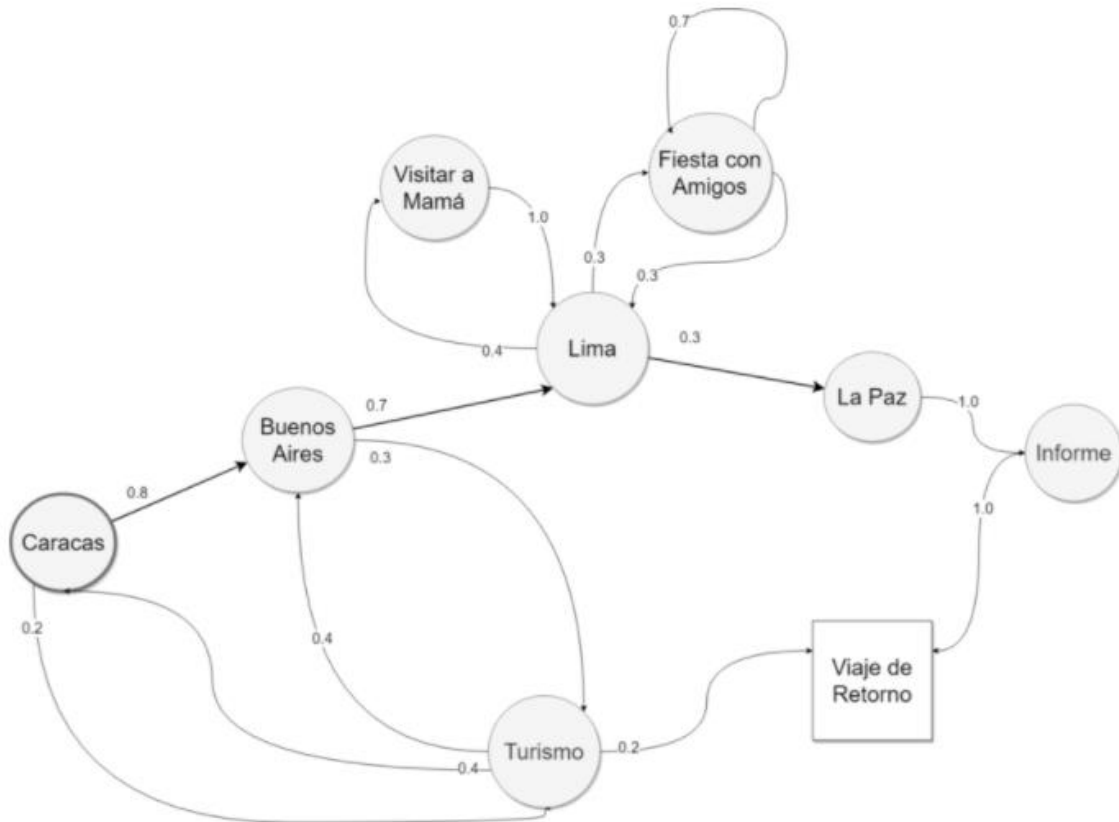 0.7
Fiesta con
Amigos
Visitar a
Mamá
1.0
0.3
0.3
0.4
Lima
0.3
La Paz
1.0
Informe
0.7
Buenos
Aires
0.3
0.8
Caracas
1.0
0.2
0.4
Viaje de
Retorno
Turismo
0.2
0.4